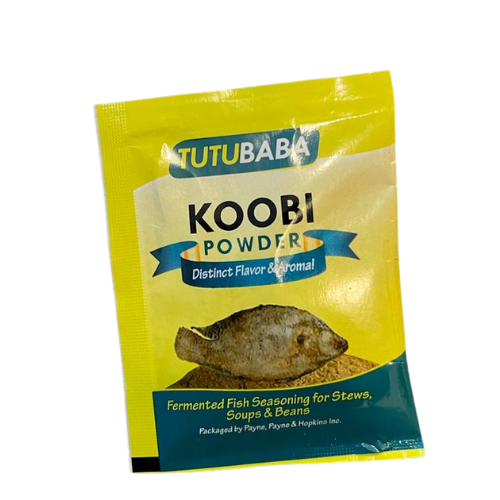 TUTUBABA
KOOBI
POWDER
Distinct Flavor & Aroma!
Fermented Fish Seasoning for Stews,
Soups & Beans
Packaged by Payne, Payne & Hopkins Inc.